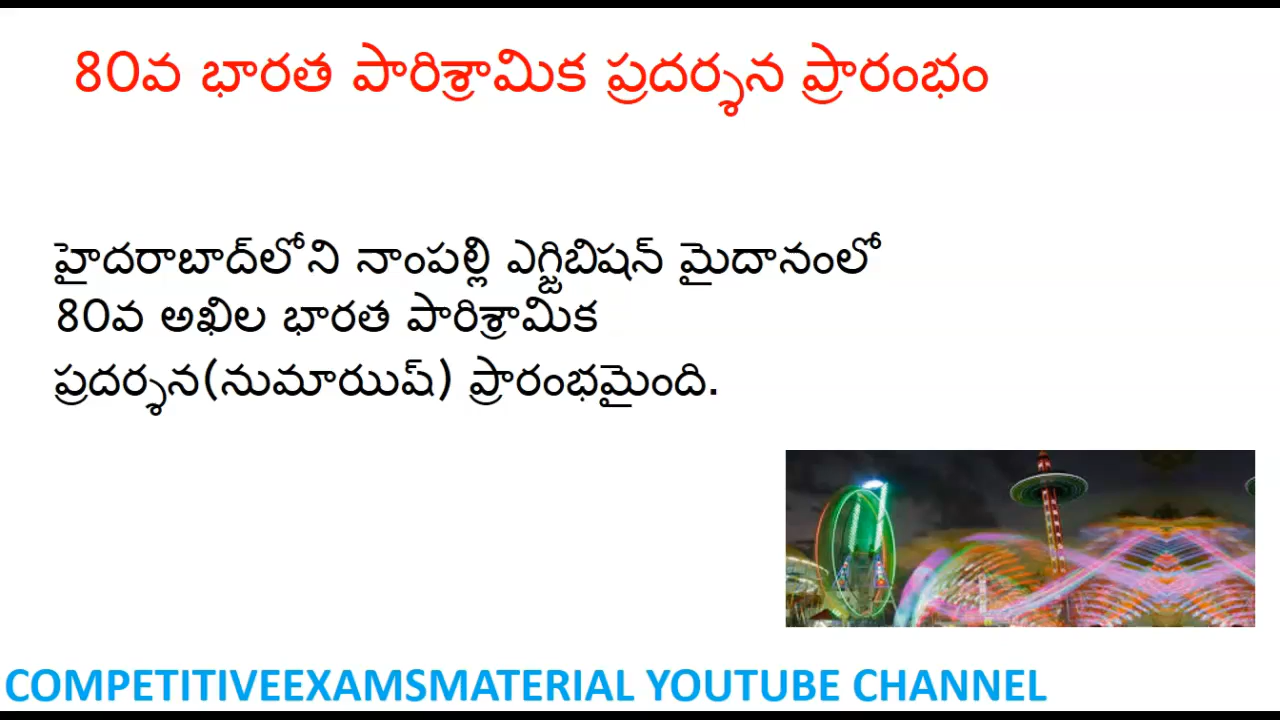 80వ భారత పారిశ్రామిక ప్రదర్శన ప్రారంభం
హైదరాబాద్‌లోని నాంపల్లి ఎగ్జిబిషన్ మైదానంలో
80వ అఖిల భారత పారిశ్రామిక
ప్రదర్శన(నుమారుుష్) ప్రారంభమైంది.
COMPETITIVEEXAMSMATERIAL YOUTUBE CHANNEL